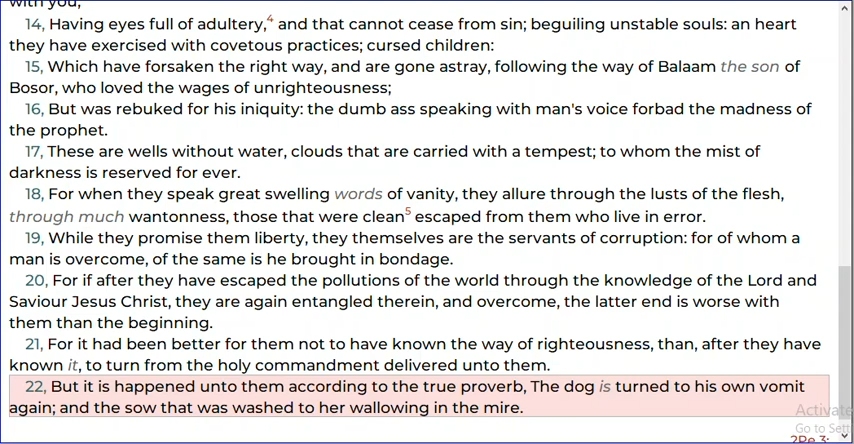 with you;
14, Having eyes full of adultery,4 and that cannot cease from sin; beguiling unstable souls: an heart
they have exercised with covetous practices; cursed children:
15, Which have forsaken the right way, and are gone astray, following the way of Balaam the son of
Bosor, who loved the wages of unrighteousness;
16, But was rebuked for his iniquity: the dumb ass speaking with man's voice forbad the madness of
the prophet.
17, These are wells without water, clouds that are carried with a tempest; to whom the mist of
darkness is reserved for ever.
18, For when they speak great swelling words of vanity, they allure through the lusts of the flesh,
through much wantonness, those that were clean5 escaped from them who live in error.
19, While they promise them liberty, they themselves are the servants of corruption: for of whom a
man is overcome, of the same is he brought in bondage.
20, For if after they have escaped the pollutions of the world through the knowledge of the Lord and
Saviour Jesus Christ, they are again entangled therein, and overcome, the latter end is worse with
them than the beginning.
21, For it had been better for them not to have known the way of righteousness, than, after they have
known it, to turn from the holy commandment delivered unto them.
22, But it is happened unto them according to the true proverb, The dog is turned to his own vomit
again; and the sow that was washed to her wallowing in the mire.
Activate
Go to Sett
2Pe 3: